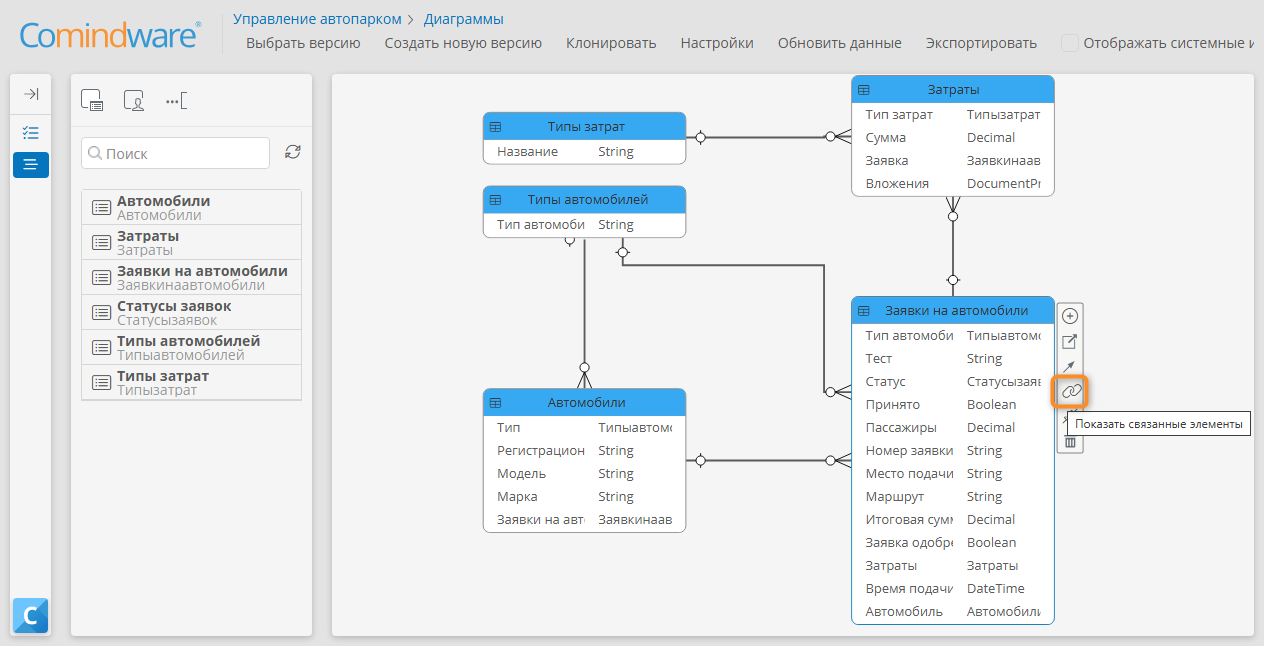 Comindware®
Управление автопарком > Диаграммы
Выбрать версию Создать новую версию Клонировать Настройки Обновить данные Экспортировать Отображать системные и
Поиск
Автомобили
Автомобили
Затраты
Затраты
Заявки на автомобили
Заявкинаавтомобили
Статусы заявок
Статусызаявок
Типы автомобилей
Типыавтомобилей
Типы затрат
Типызатрат
C
Типы затрат
Название String
Типы автомобилей
Тип автомоби String
Автомобили
Тип Типыавтомо
Регистрацион String
Модель String
Марка String
Заявки на авт Заявкинаав
Затраты
Тип затрат Типызатрат
Сумма Decimal
Заявка Заявкинаав
Вложения DocumentPr
Заявки на автомобили
Тип автомоби Типыавтомо
Тест String
Статус Статусызаяв
Принято Boolean
Пассажиры Decimal
Номер заявки String
Место подачи String
Маршрут String
Итоговая сумм Decimal
Заявка одобре Boolean
Затраты Затраты
Время подачи DateTime
Автомобиль Автомобили
Показать связанные элементы